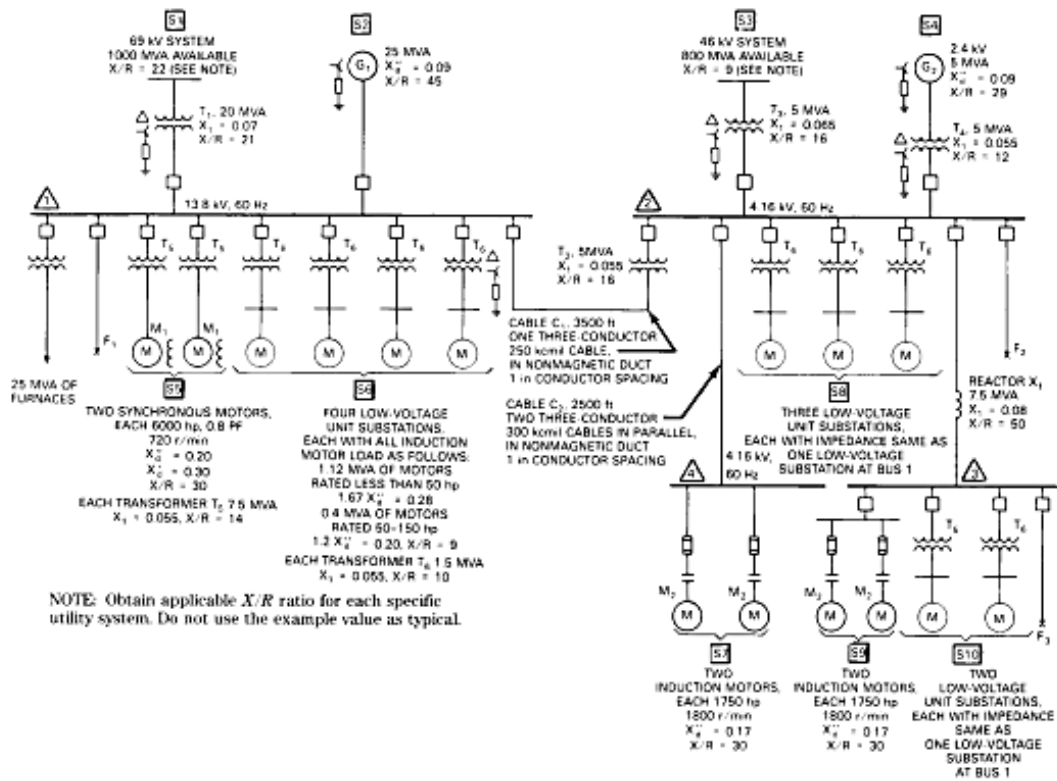 S1
69 kV SYSTEM
1000 MVA AVAILABLE
X/R = 22 (SEE NOTE)
T₁, 20 MVA
X₁ = 0.07
X/R = 21
S2
G₁
25 MVA
X″d = 0.09
X/R = 45
S3
46 kV SYSTEM
800 MVA AVAILABLE
X/R = 9 (SEE NOTE)
T₃, 5 MVA
X₁ = 0.065
X/R = 16
S4
G₂
2.4 kV
5 MVA
X″d = 0.09
X/R = 29
T₄, 5 MVA
X₁ = 0.055
X/R = 12
1
13.8 kV, 60 Hz
2
4.16 kV, 60 Hz
T₅
T₅
T₆
T₆
T₆
T₆
T₂, 5MVA
X₁ = 0.055
X/R = 16
T₆
T₆
T₆
M₁
M
M₁
M
M
M
M
M
F₁
25 MVA OF
FURNACES
S5
TWO SYNCHRONOUS MOTORS,
EACH 6000 hp, 0.8 PF
720 r/min
X″d = 0.20
X′d = 0.30
X/R = 30
EACH TRANSFORMER T₅ 7.5 MVA
X₁ = 0.055, X/R = 14
S6
FOUR LOW-VOLTAGE
UNIT SUBSTATIONS,
EACH WITH ALL INDUCTION
MOTOR LOAD AS FOLLOWS:
1.12 MVA OF MOTORS
RATED LESS THAN 50 hp
1.67 X″d = 0.28
0.4 MVA OF MOTORS
RATED 50-150 hp
1.2 X″d = 0.20, X/R = 9
EACH TRANSFORMER T₆ 1.5 MVA
X₁ = 0.055, X/R = 10
CABLE C₁, 3500 ft
ONE THREE-CONDUCTOR
250 kcmil CABLE,
IN NONMAGNETIC DUCT
1 in CONDUCTOR SPACING
CABLE C₂, 2500 ft
TWO THREE-CONDUCTOR
300 kcmil CABLES IN PARALLEL,
IN NONMAGNETIC DUCT
1 in CONDUCTOR SPACING
M
M
M
S8
THREE LOW-VOLTAGE
UNIT SUBSTATIONS,
EACH WITH IMPEDANCE SAME AS
ONE LOW-VOLTAGE
SUBSTATION AT BUS 1
F₂
REACTOR X₁
7.5 MVA
X₁ = 0.08
X/R = 50
4
4.16 kV,
60 Hz
3
T₆
T₆
M₂
M
M₂
M
M₂
M
M₂
M
M
M
F₃
S7
TWO
INDUCTION MOTORS,
EACH 1750 hp
1800 r/min
X″d = 0.17
X/R = 30
S9
TWO
INDUCTION MOTORS,
EACH 1750 hp
1800 r/min
X″d = 0.17
X/R = 30
S10
TWO
LOW-VOLTAGE
UNIT SUBSTATIONS,
EACH WITH IMPEDANCE
SAME AS
ONE LOW-VOLTAGE
SUBSTATION
AT BUS 1
NOTE: Obtain applicable X/R ratio for each specific
utility system. Do not use the example value as typical.